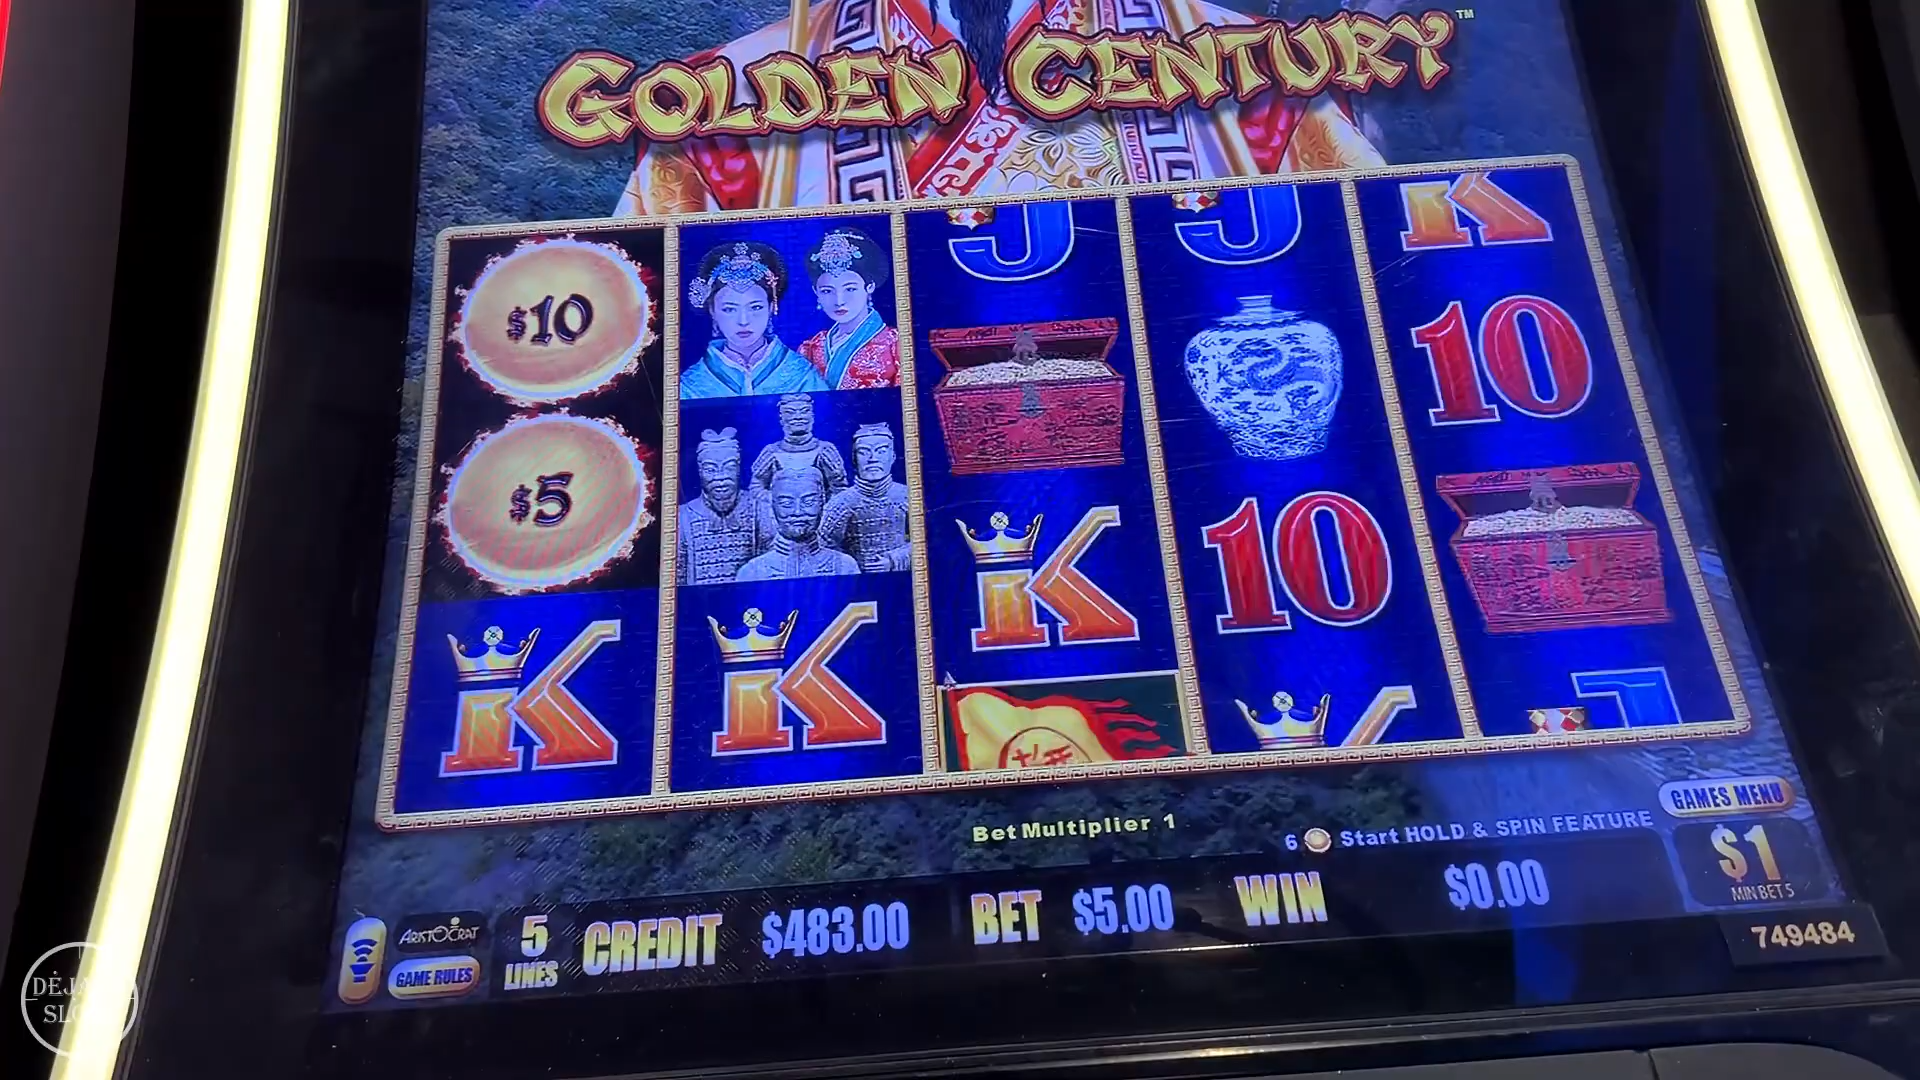 GOLDEN CENTURY™
J J K
$10 10
$5
K 10
K K
K J
Bet Multiplier 1
6 Start HOLD & SPIN FEATURE
GAMES MENU
$1
MIN BET 5
ARISTOCRAT
GAME RULES
5
LINES
CREDIT $483.00 BET $5.00 WIN $0.00
749484